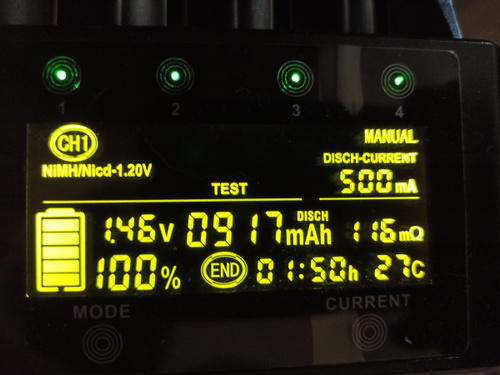 1 2 3 4
CH1 MANUAL
NiMH/Nicd-1.20V DISCH-CURRENT
TEST 500mA
1.46V 0917mAh DISCH 116mΩ
100% END 01:50h 27C
MODE CURRENT